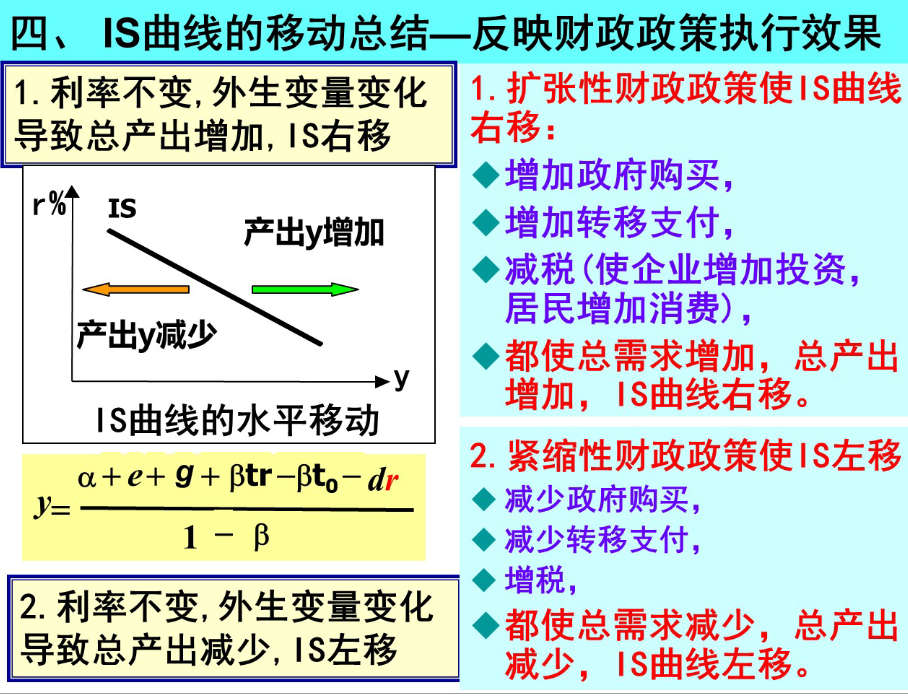 四、 IS曲线的移动总结—反映财政政策执行效果
1.利率不变,外生变量变化
导致总产出增加,IS右移
r%
IS
产出y增加
产出y减少
y
IS曲线的水平移动
y= (α+e+g+βtr-βt₀-dr) / (1 - β)
2.利率不变,外生变量变化
导致总产出减少,IS左移
1.扩张性财政政策使IS曲线
右移：
◆增加政府购买，
◆增加转移支付，
◆减税(使企业增加投资，
居民增加消费)，
◆都使总需求增加，总产出
增加，IS曲线右移。
2.紧缩性财政政策使IS左移
◆减少政府购买，
◆减少转移支付，
◆增税，
◆都使总需求减少，总产出
减少，IS曲线左移。